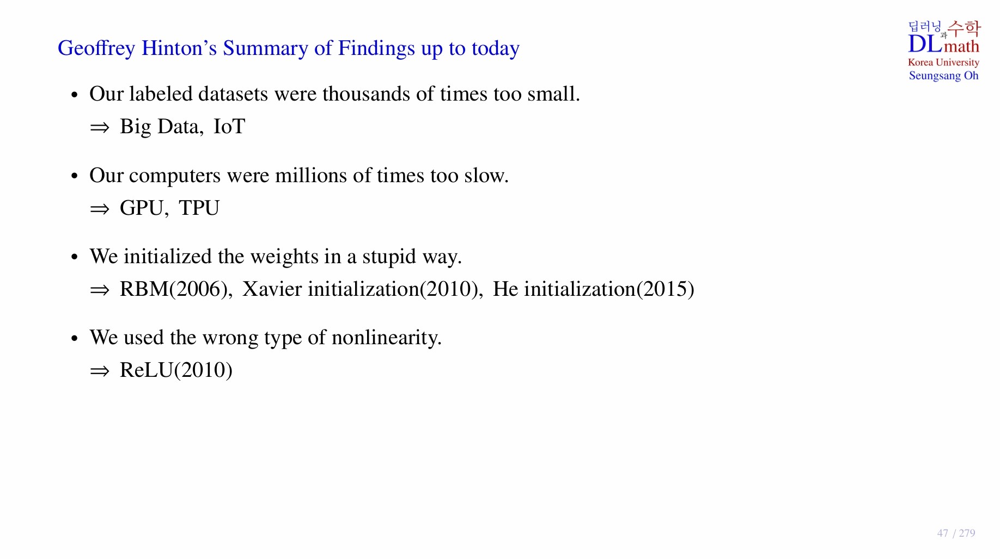 Geoffrey Hinton's Summary of Findings up to today
딥러닝과수학
DLmath
Korea University
Seungsang Oh
• Our labeled datasets were thousands of times too small.
⇒ Big Data, IoT
• Our computers were millions of times too slow.
⇒ GPU, TPU
• We initialized the weights in a stupid way.
⇒ RBM(2006), Xavier initialization(2010), He initialization(2015)
• We used the wrong type of nonlinearity.
⇒ ReLU(2010)
47 / 279